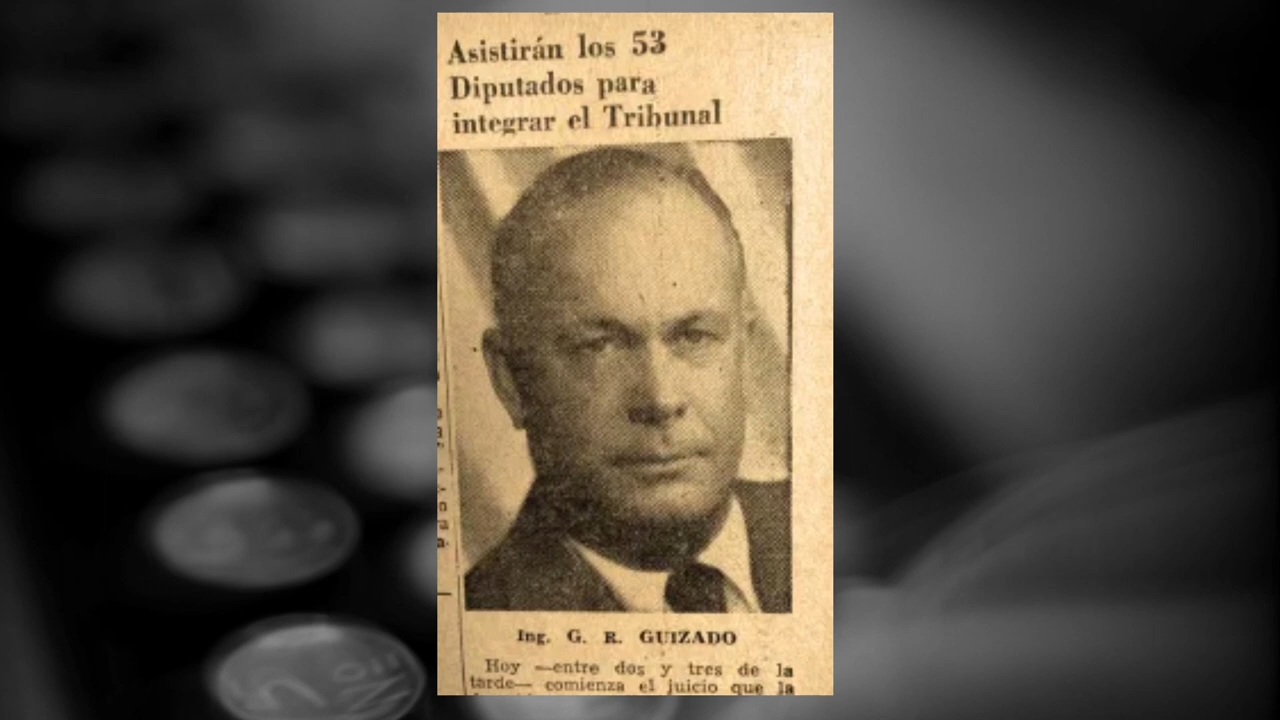 Asistirán los 53
Diputados para
integrar el Tribunal
Ing. G. R. GUIZADO
Hoy —entre dos y tres de la
tarde— comienza el juicio que la